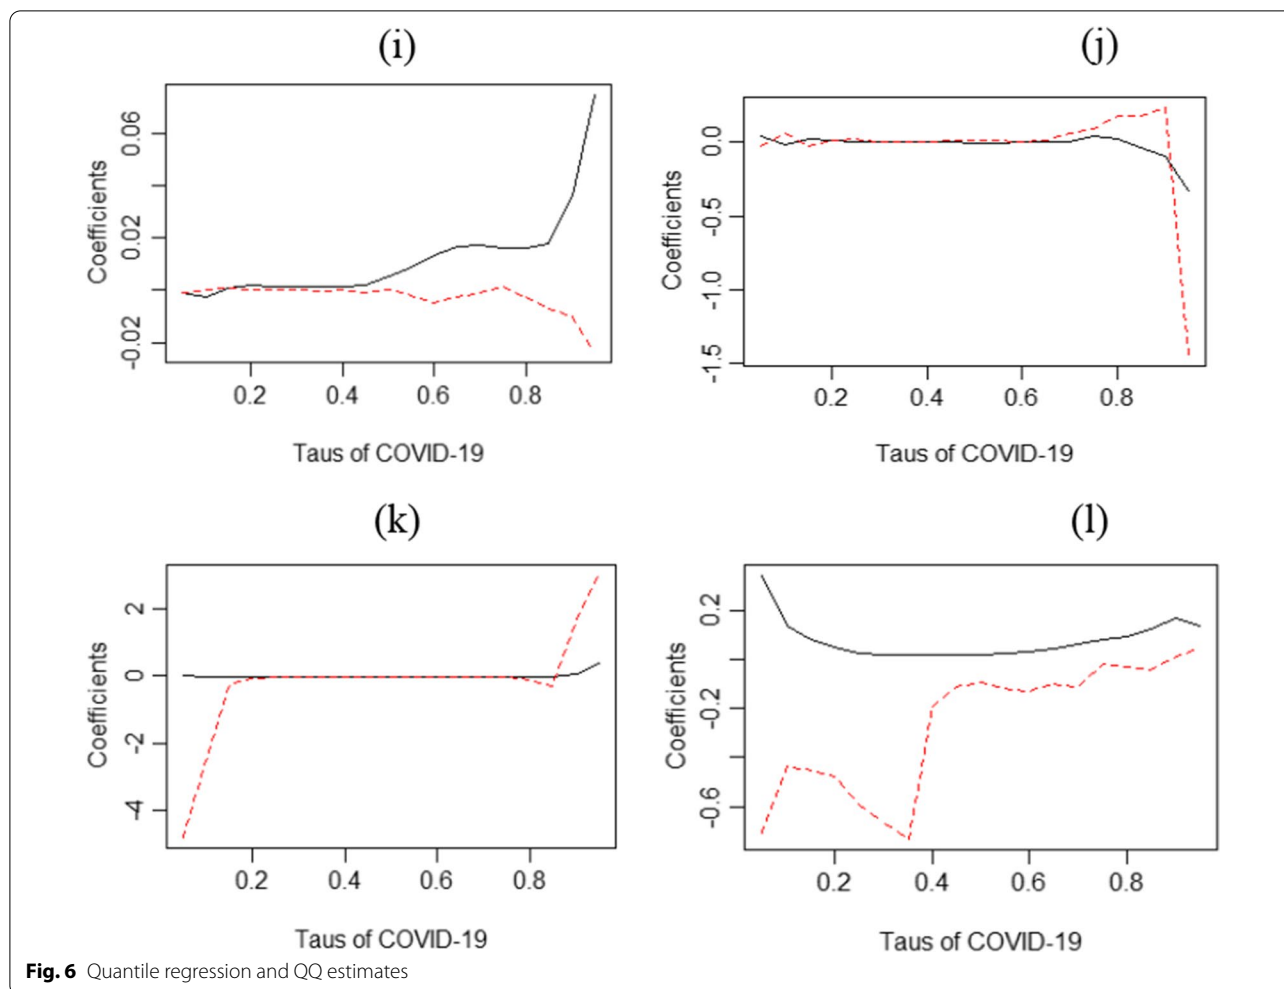 (i)
Coefficients
0.06
0.02
-0.02
0.2 0.4 0.6 0.8
Taus of COVID-19
(j)
Coefficients
0.0
-0.5
-1.0
-1.5
0.2 0.4 0.6 0.8
Taus of COVID-19
(k)
Coefficients
2
0
-2
-4
0.2 0.4 0.6 0.8
Taus of COVID-19
(l)
Coefficients
0.2
-0.2
-0.6
0.2 0.4 0.6 0.8
Taus of COVID-19
Fig. 6 Quantile regression and QQ estimates